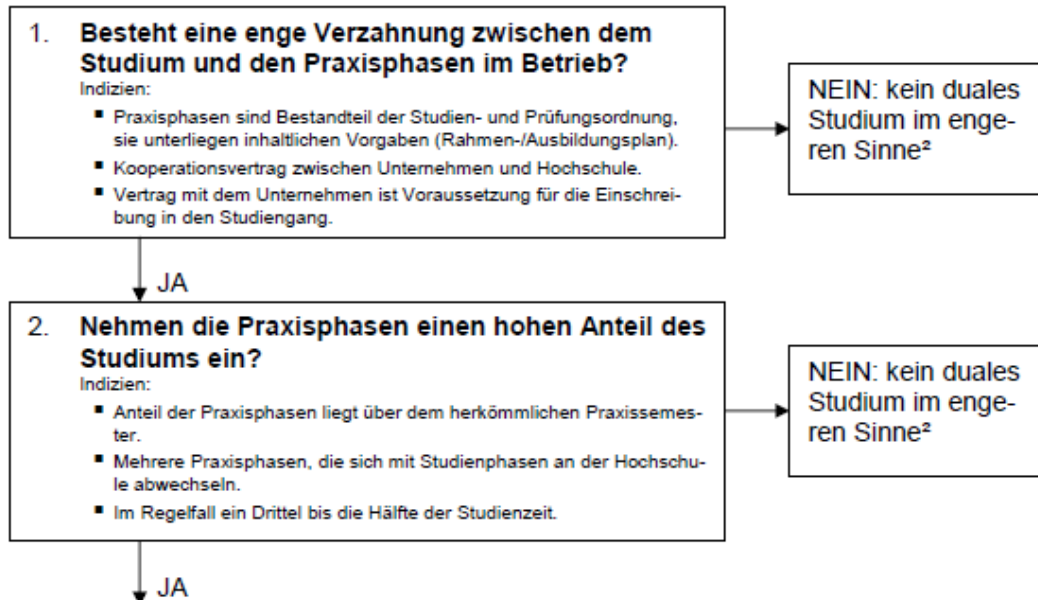 1. Besteht eine enge Verzahnung zwischen dem
Studium und den Praxisphasen im Betrieb?
Indizien:
▪ Praxisphasen sind Bestandteil der Studien- und Prüfungsordnung,
sie unterliegen inhaltlichen Vorgaben (Rahmen-/Ausbildungsplan).
▪ Kooperationsvertrag zwischen Unternehmen und Hochschule.
▪ Vertrag mit dem Unternehmen ist Voraussetzung für die Einschrei-
bung in den Studiengang.
NEIN: kein duales
Studium im enge-
ren Sinne²
JA
2. Nehmen die Praxisphasen einen hohen Anteil des
Studiums ein?
Indizien:
▪ Anteil der Praxisphasen liegt über dem herkömmlichen Praxissemes-
ter.
▪ Mehrere Praxisphasen, die sich mit Studienphasen an der Hochschu-
le abwechseln.
▪ Im Regelfall ein Drittel bis die Hälfte der Studienzeit.
NEIN: kein duales
Studium im enge-
ren Sinne²
JA